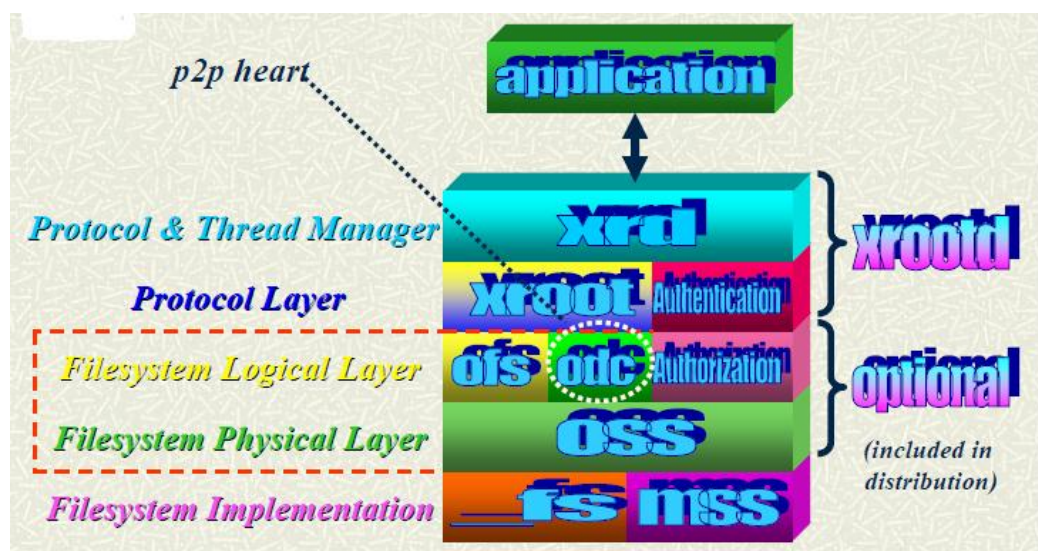 p2p heart
application
Protocol & Thread Manager
xrd
xrootd
Protocol Layer
xroot
Authentication
Filesystem Logical Layer
ofs
odc
Authorization
optional
Filesystem Physical Layer
oss
(included in
distribution)
Filesystem Implementation
fs
mss